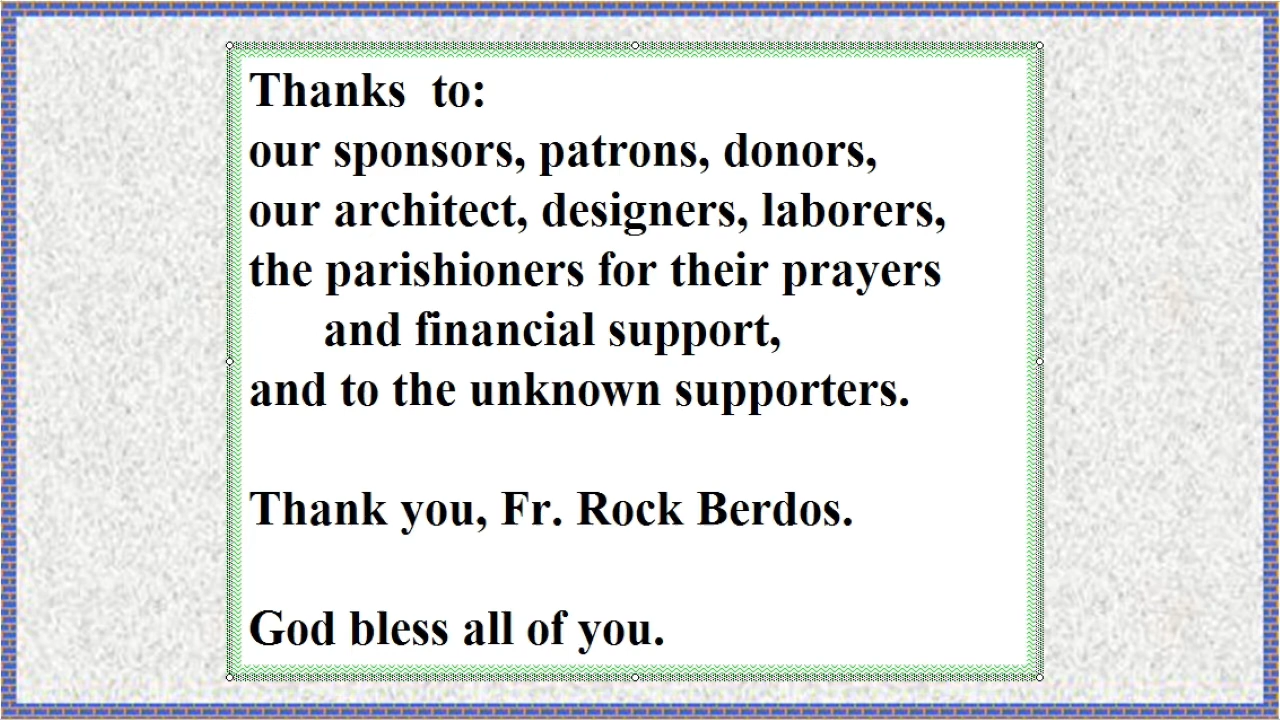 Thanks  to:
our sponsors, patrons, donors,
our architect, designers, laborers,
the parishioners for their prayers
and financial support,
and to the unknown supporters.
Thank you, Fr. Rock Berdos.
God bless all of you.